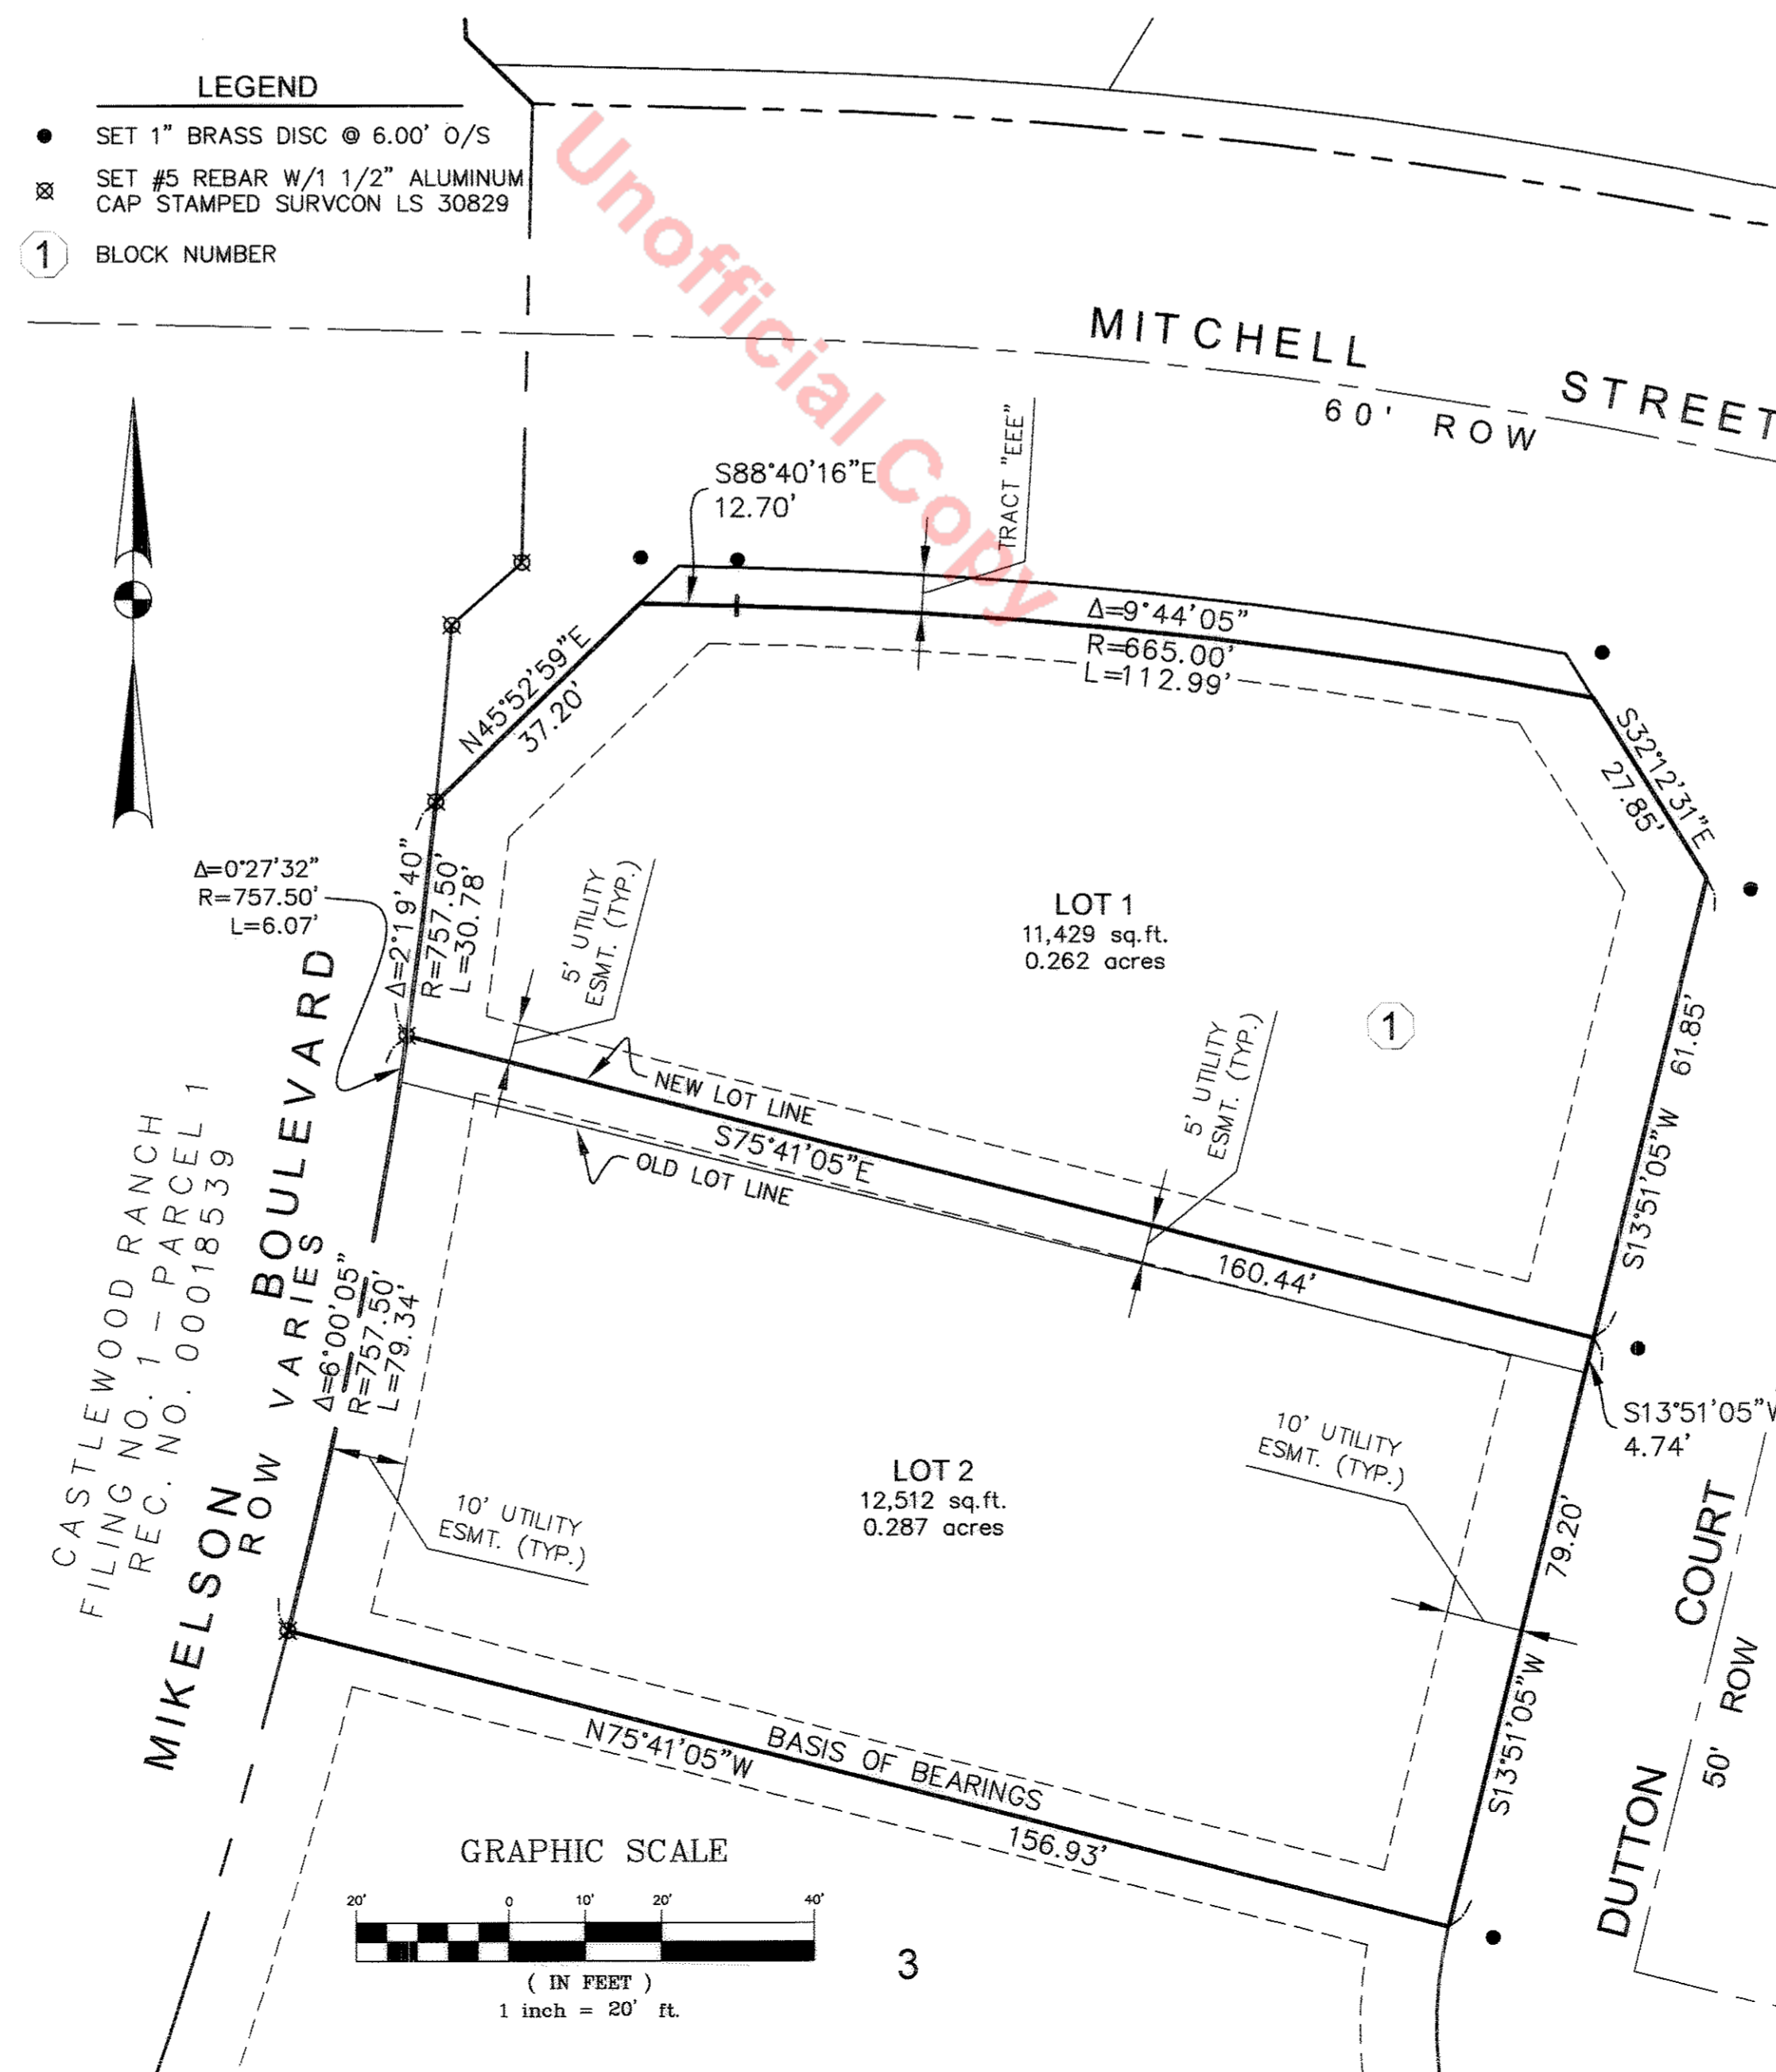 LEGEND
SET 1" BRASS DISC @ 6.00' O/S
SET #5 REBAR W/1 1/2" ALUMINUM
CAP STAMPED SURVCON LS 30829
1 BLOCK NUMBER
Unofficial Copy
MITCHELL STREET
60' ROW
TRACT "EEE"
S88°40'16"E
12.70'
Δ=9°44'05"
R=665.00'
L=112.99'
N45°52'59"E
37.20'
S32°12'31"E
27.85'
Δ=0°27'32"
R=757.50'
L=6.07'
Δ=2°19'40"
R=757.50'
L=30.78'
5' UTILITY
ESMT. (TYP.)
LOT 1
11,429 sq.ft.
0.262 acres
1
5' UTILITY
ESMT. (TYP.)
S13°51'05"W 61.85'
NEW LOT LINE
S75°41'05"E
160.44'
OLD LOT LINE
CASTLEWOOD RANCH
FILING NO. 1 - PARCEL 1
REC. NO. 00018539
MIKELSON BOULEVARD
ROW VARIES
Δ=6°00'05"
R=757.50'
L=79.34'
S13°51'05"W
4.74'
10' UTILITY
ESMT. (TYP.)
LOT 2
12,512 sq.ft.
0.287 acres
10' UTILITY
ESMT. (TYP.)
S13°51'05"W 79.20'
DUTTON COURT
50' ROW
BASIS OF BEARINGS
N75°41'05"W
156.93'
GRAPHIC SCALE
20' 0 10' 20' 40'
( IN FEET )
1 inch = 20' ft.
3